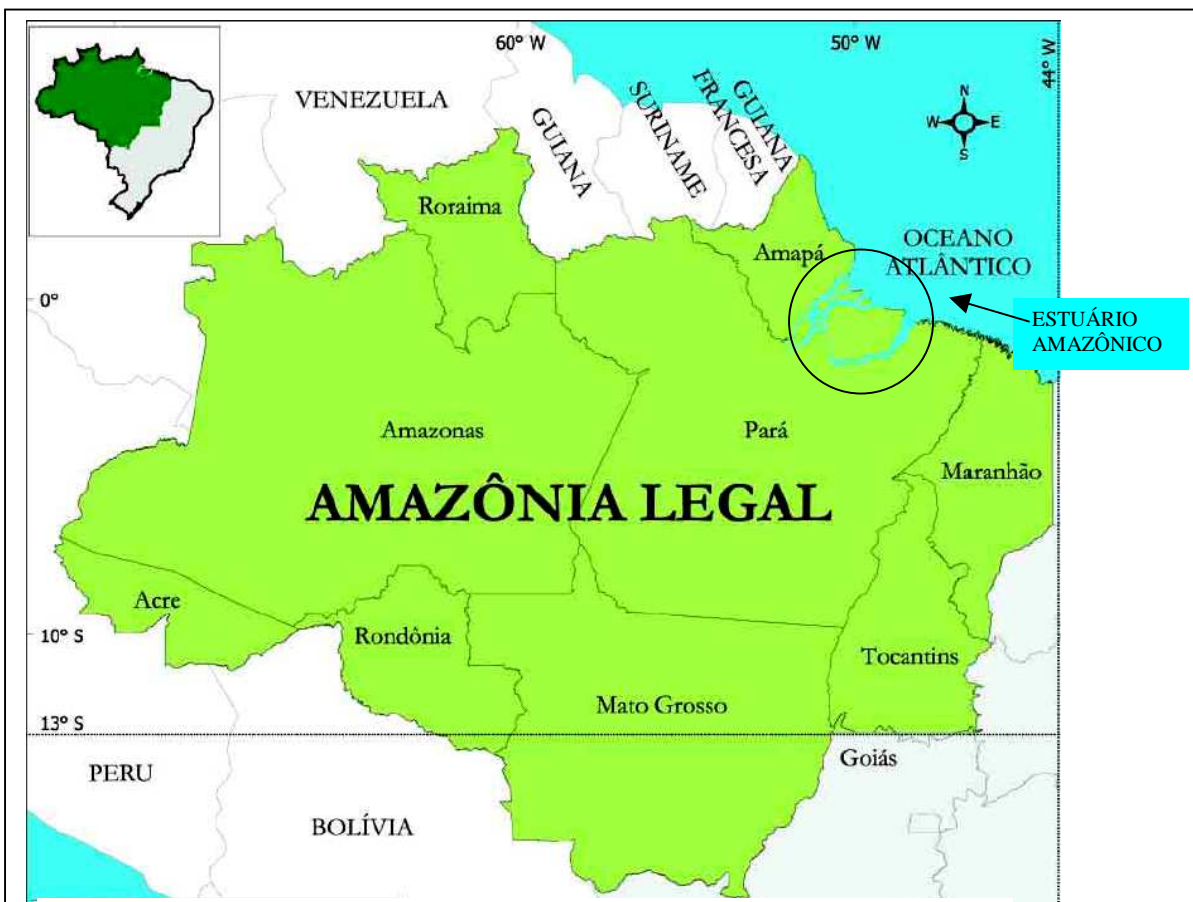 60° W
50° W
44° W
VENEZUELA
GUIANA
SURINAME
GUIANA
FRANCESA
N
W
E
S
Roraima
Amapá
OCEANO
ATLÂNTICO
0°
ESTUÁRIO
AMAZÔNICO
Amazonas
Pará
Maranhão
AMAZÔNIA LEGAL
Acre
Rondônia
10° S
Tocantins
Mato Grosso
13° S
Goiás
PERU
BOLÍVIA